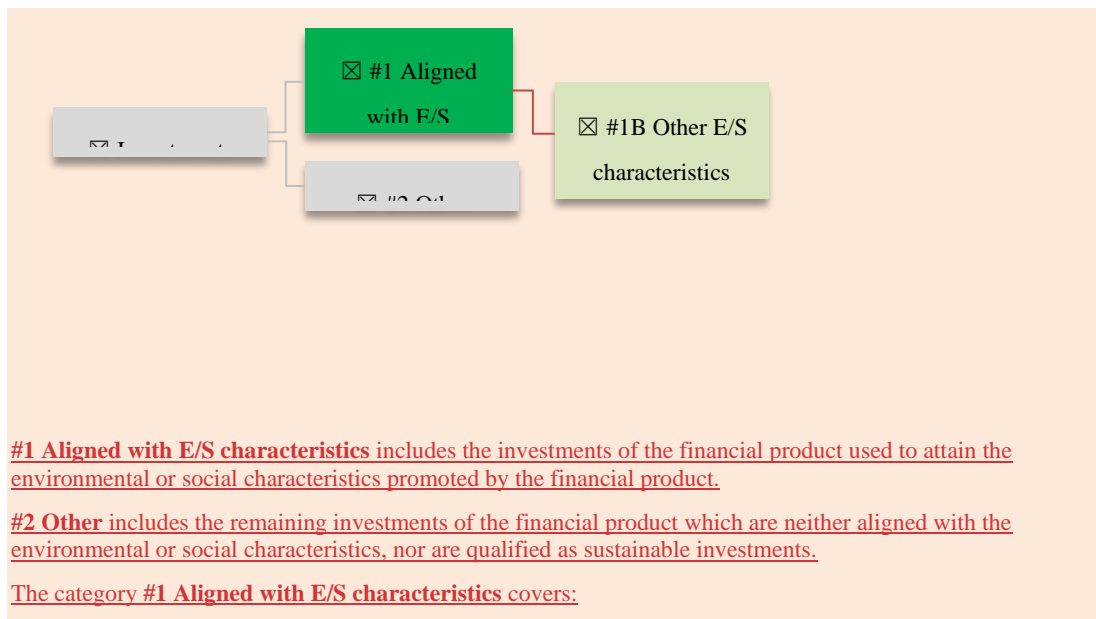 ☒ #1 Aligned
with E/S
☒ #1B Other E/S
characteristics
☒
☒ #2
#1 Aligned with E/S characteristics includes the investments of the financial product used to attain the
environmental or social characteristics promoted by the financial product.
#2 Other includes the remaining investments of the financial product which are neither aligned with the
environmental or social characteristics, nor are qualified as sustainable investments.
The category #1 Aligned with E/S characteristics covers: